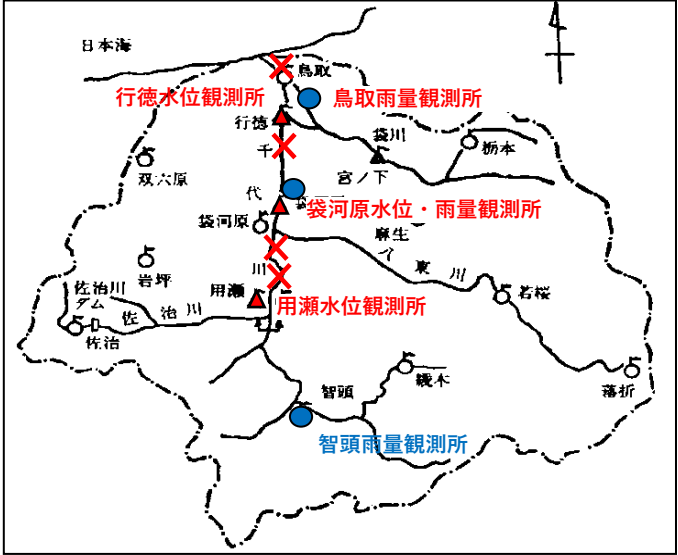 日本海
鳥取
行徳水位観測所
鳥取雨量観測所
行徳
袋川
千
栃本
宮ノ下
双六原
代
袋河原水位・雨量観測所
袋河原
麻生
八
東
川
川
岩坪
佐治川
ダム
用瀬
用瀬水位観測所
若桜
佐
治
川
佐治
智頭
落折
智頭雨量観測所